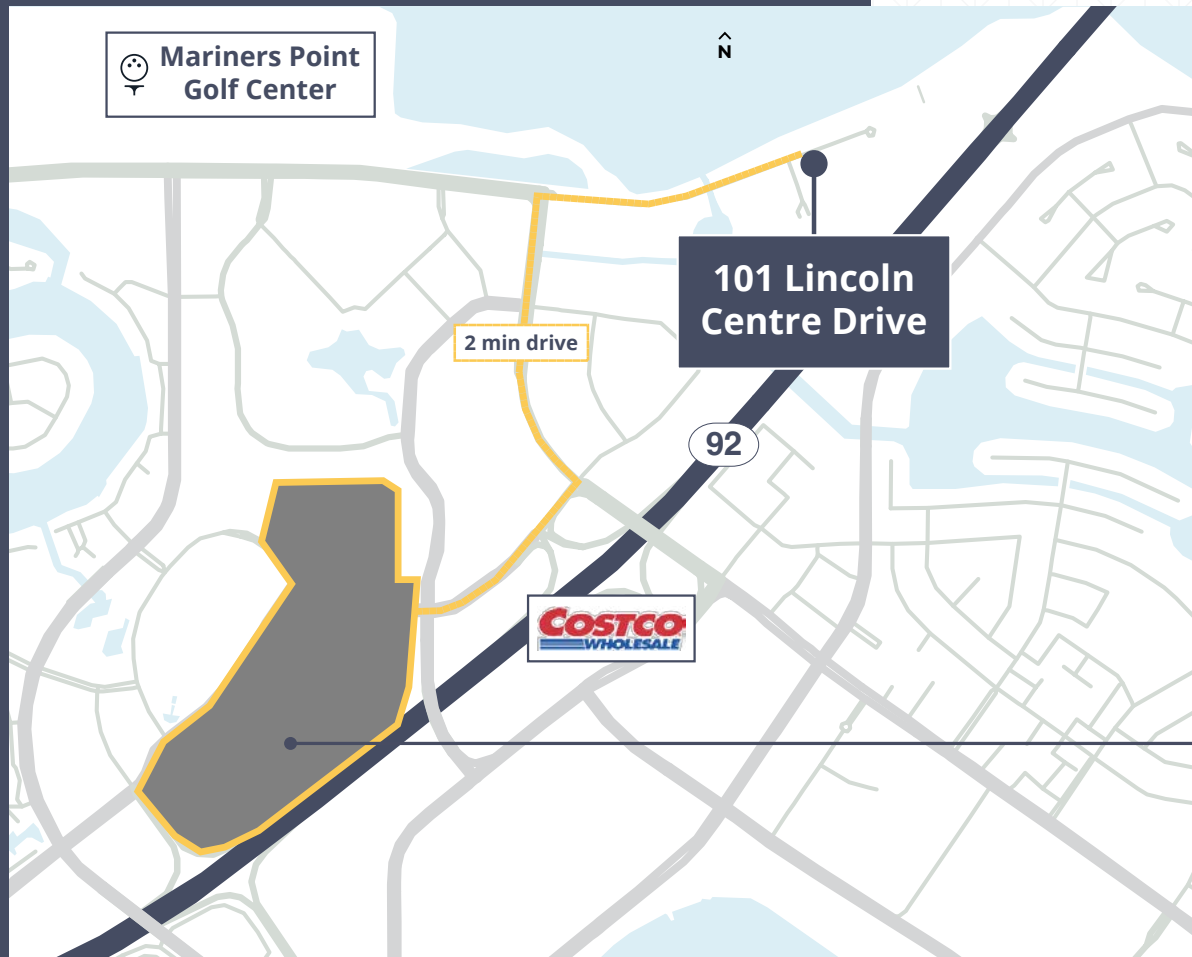 Mariners Point
Golf Center
N
101 Lincoln
Centre Drive
2 min drive
92
COSTCO
WHOLESALE